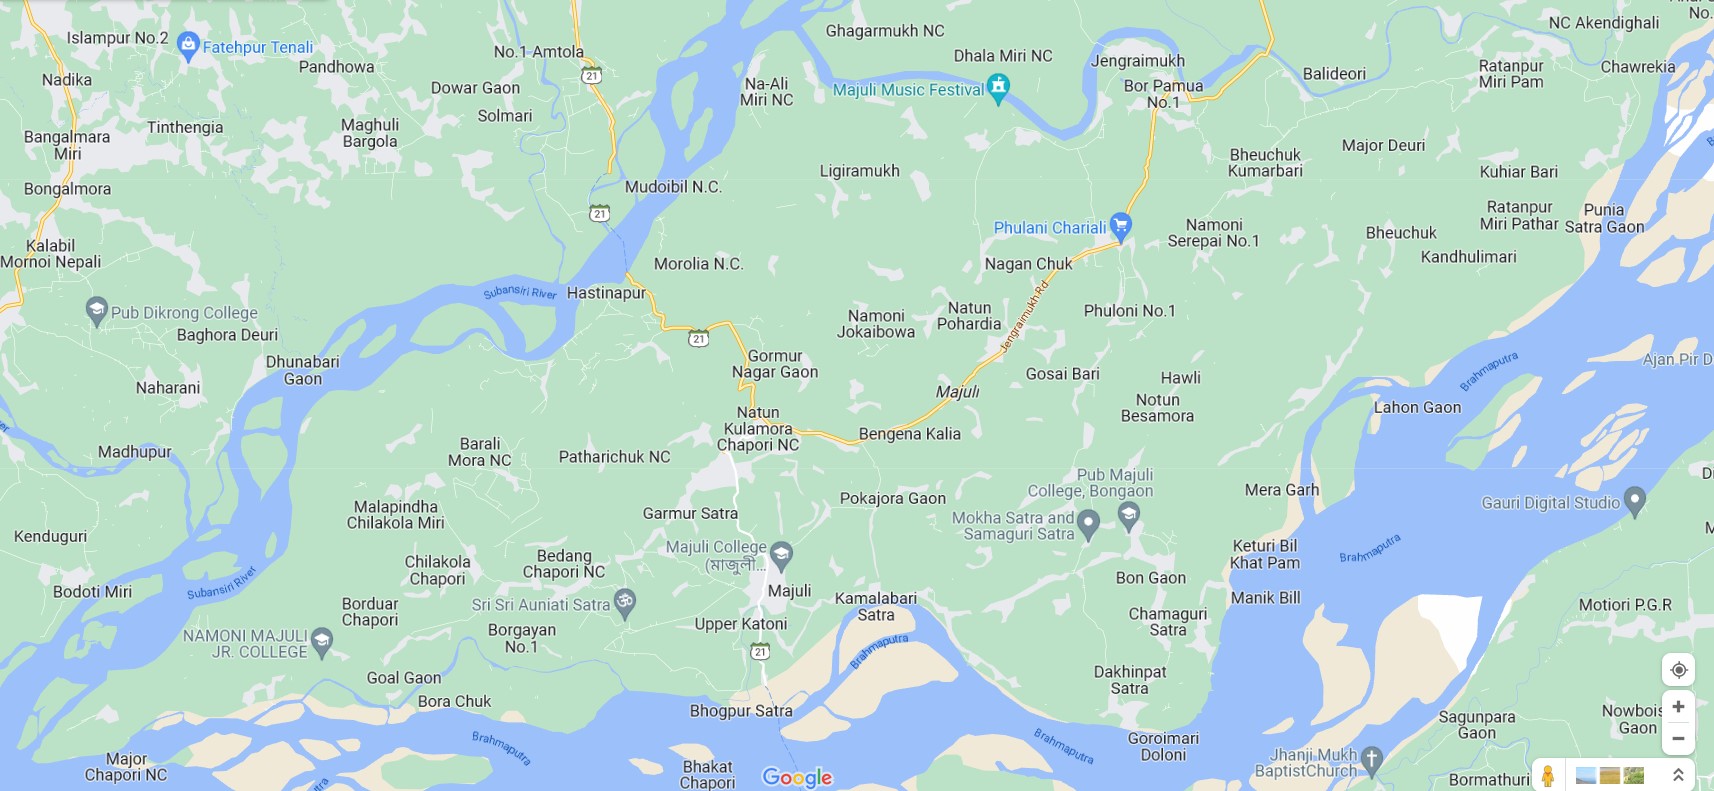 Islampur No.2
Fatehpur Tenali
Pandhowa
No.1 Amtola
Ghagarmukh NC
Dhala Miri NC
NC Akendighali
No.
Nadika
Dowar Gaon
Solmari
21
Na-Ali
Miri NC
Majuli Music Festival
Jengraimukh
Bor Pamua
No.1
Balideori
Ratanpur
Miri Pam
Chawrekia
Bangalmara
Miri
Tinthengia
Maghuli
Bargola
Ligiramukh
Bheuchuk
Kumarbari
Major Deuri
Kuhiar Bari
Bongalmora
Mudoibil N.C.
21
Phulani Chariali
Namoni
Serepai No.1
Bheuchuk
Ratanpur
Miri Pathar
Punia
Satra Gaon
Kandhulimari
Kalabil
Mornoi Nepali
Morolia N.C.
Nagan Chuk
Subansiri River
Hastinapur
Pub Dikrong College
Baghora Deuri
21
Namoni
Jokaibowa
Natun
Pohardia
Jengraimukh Rd
Phuloni No.1
Dhunabari
Gaon
Gormur
Nagar Gaon
Gosai Bari
Hawli
Brahmaputra
Ajan Pir D
Naharani
Majuli
Notun
Besamora
Lahon Gaon
Natun
Kulamora
Chapori NC
Bengena Kalia
Madhupur
Barali
Mora NC
Patharichuk NC
Pub Majuli
College, Bongaon
Mera Garh
Gauri Digital Studio
Malapindha
Chilakola Miri
Garmur Satra
Pokajora Gaon
Mokha Satra and
Samaguri Satra
Kenduguri
Majuli College
(মাজুলী...
Keturi Bil
Khat Pam
Brahmaputra
Chilakola
Chapori
Bedang
Chapori NC
Bodoti Miri
Subansiri River
Majuli
Bon Gaon
Manik Bill
Borduar
Chapori
Sri Sri Auniati Satra
Kamalabari
Satra
Chamaguri
Satra
Motiori P.G.R
NAMONI MAJULI
JR. COLLEGE
Borgayan
No.1
Upper Katoni
21
Brahmaputra
Goal Gaon
Bora Chuk
Dakhinpat
Satra
Bhogpur Satra
Sagunpara
Gaon
Nowbois
Gaon
Major
Chapori NC
Brahmaputra
Bhakat
Chapori
Google
Brahmaputra
Goroimari
Doloni
Jhanji Mukh
BaptistChurch
Bormathuri